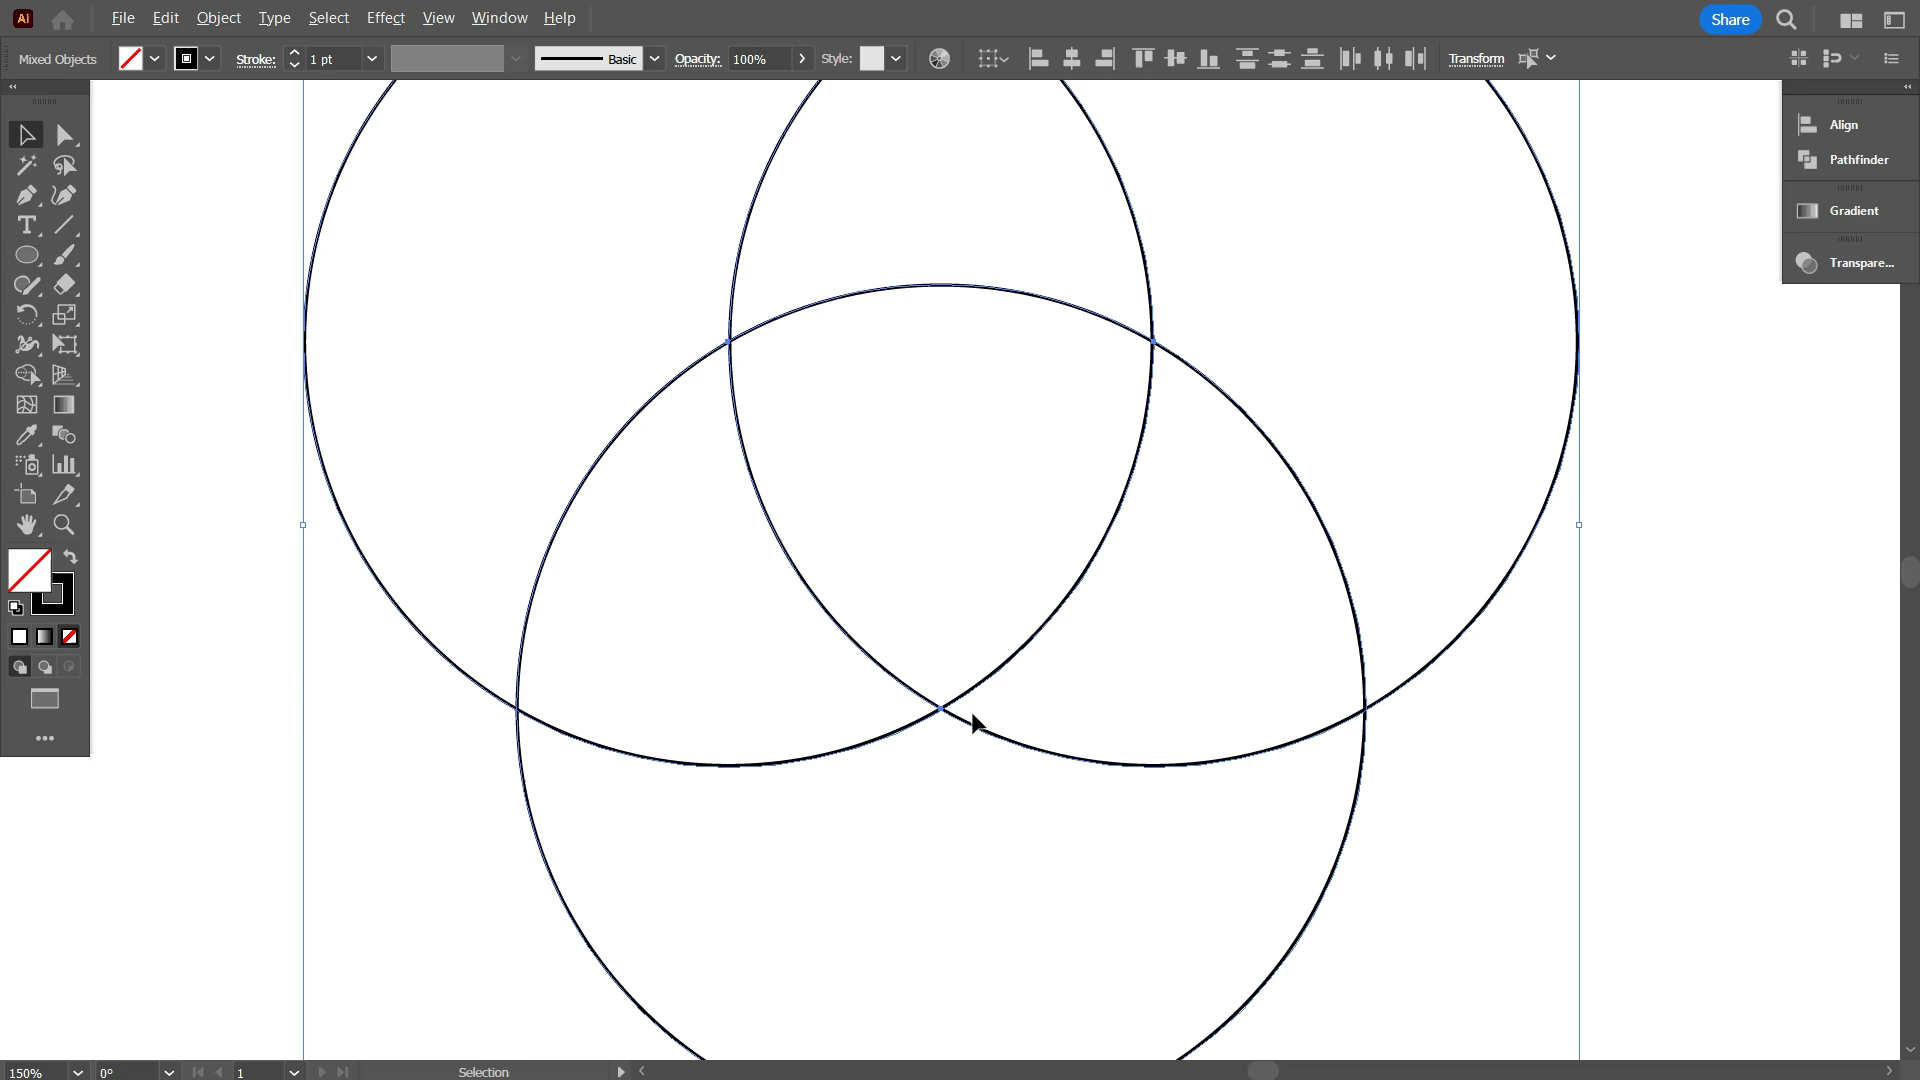 Ai File Edit Object Type Select Effect View Window Help Share
Mixed Objects Stroke: 1 pt Basic Opacity: 100% Style: Transform
Align
Pathfinder
Gradient
Transpare...
150% 0° 1 Selection